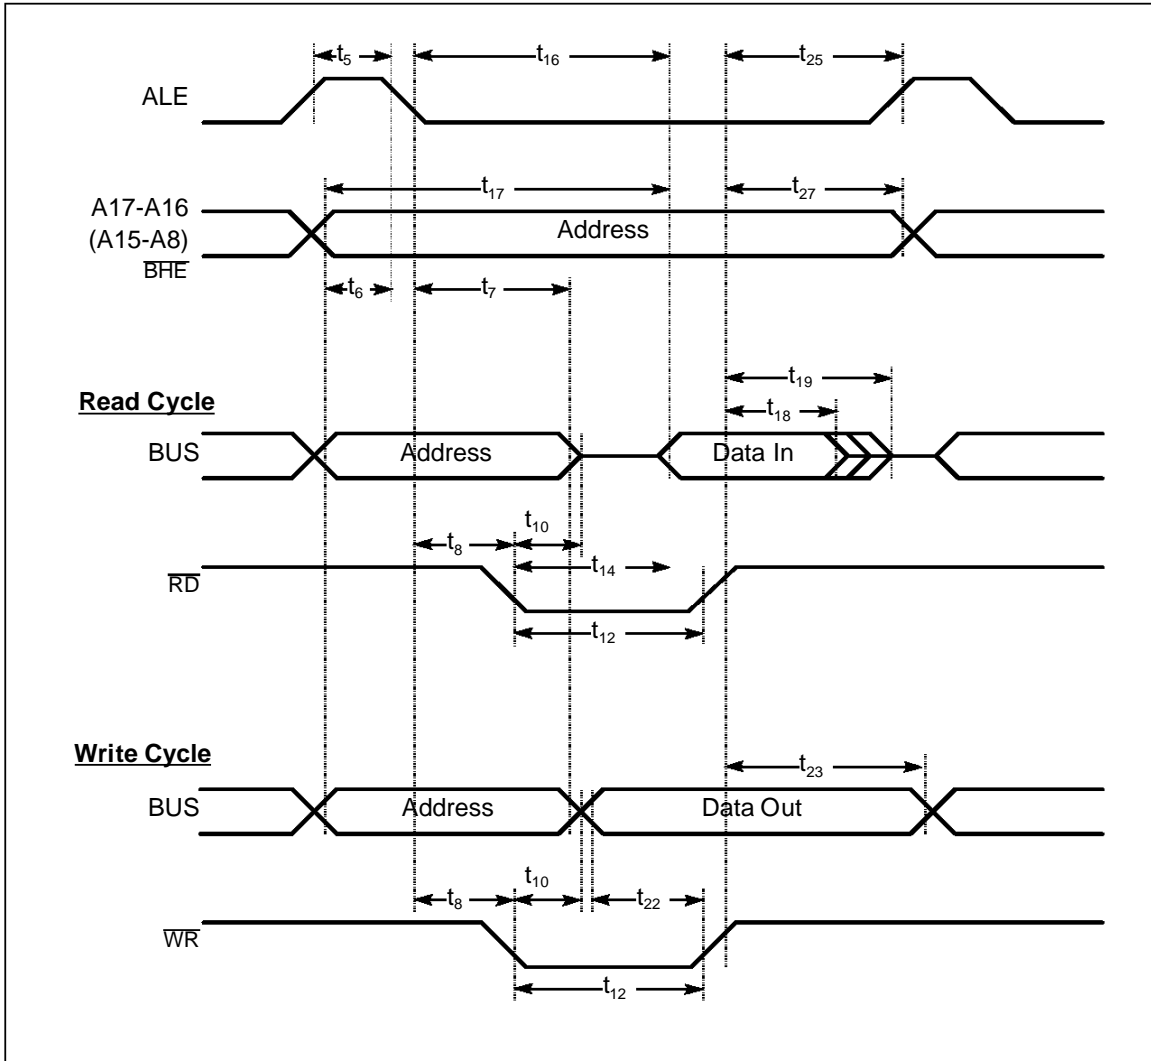 t5 t16 t25
ALE
t17 t27
A17-A16
(A15-A8)
BHE
Address
t6 t7
t19
Read Cycle
t18
BUS Address Data In
t10
t8
t14
RD
t12
Write Cycle
t23
BUS Address Data Out
t10
t8 t22
WR
t12